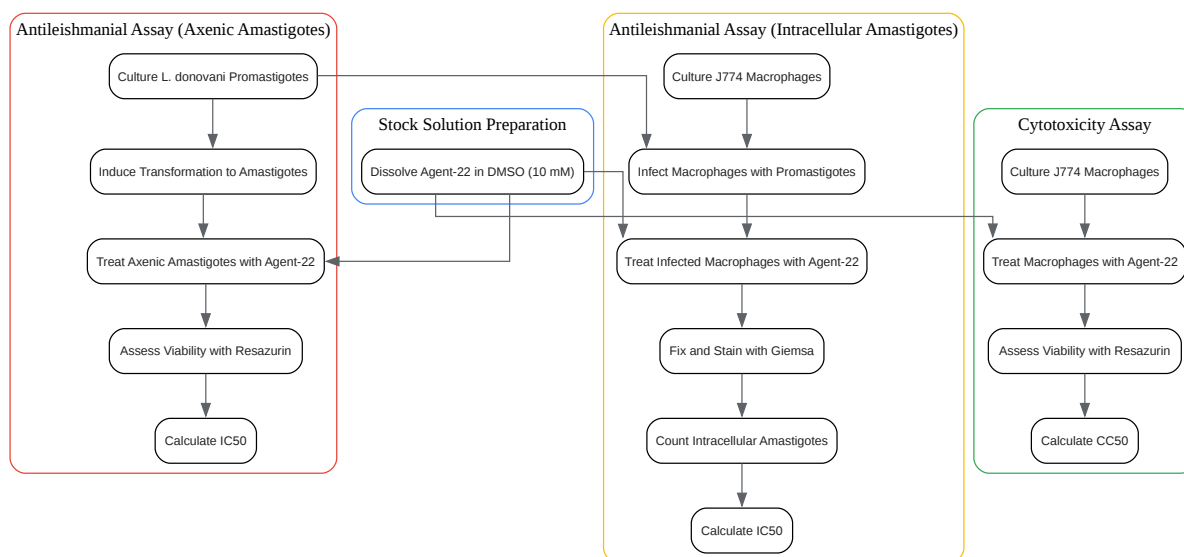 Antileishmanial Assay (Axenic Amastigotes)
Culture L. donovani Promastigotes
Induce Transformation to Amastigotes
Treat Axenic Amastigotes with Agent-22
Assess Viability with Resazurin
Calculate IC50
Stock Solution Preparation
Dissolve Agent-22 in DMSO (10 mM)
Antileishmanial Assay (Intracellular Amastigotes)
Culture J774 Macrophages
Infect Macrophages with Promastigotes
Treat Infected Macrophages with Agent-22
Fix and Stain with Giemsa
Count Intracellular Amastigotes
Calculate IC50
Cytotoxicity Assay
Culture J774 Macrophages
Treat Macrophages with Agent-22
Assess Viability with Resazurin
Calculate CC50